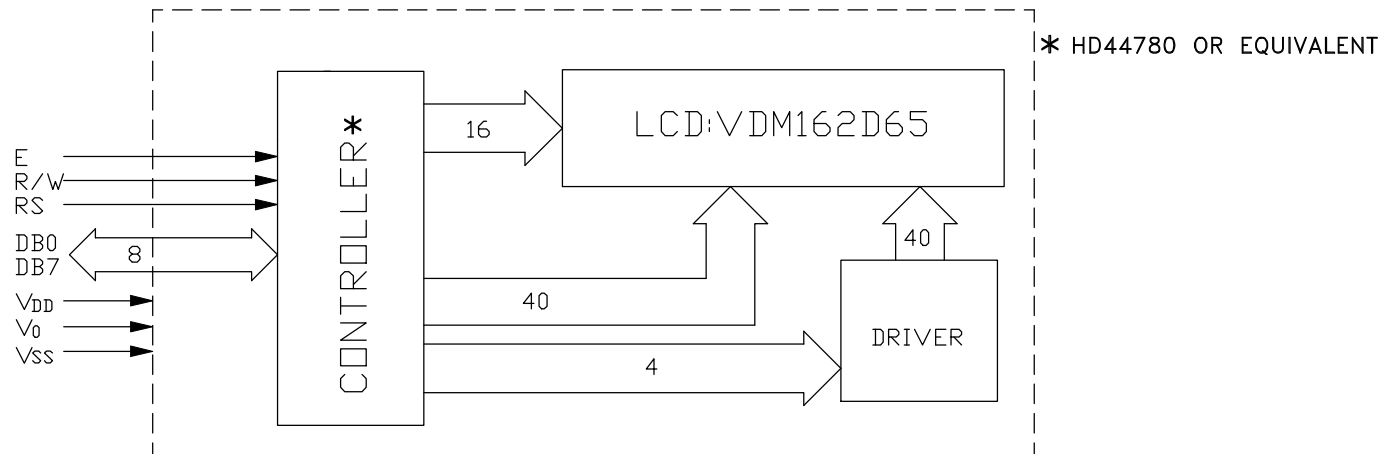 * HD44780 OR EQUIVALENT
LCD:VDM162D65
CONTROLLER*
16
E
R/W
RS
DB0
DB7
8
40
40
VDD
V0
VSS
DRIVER
4